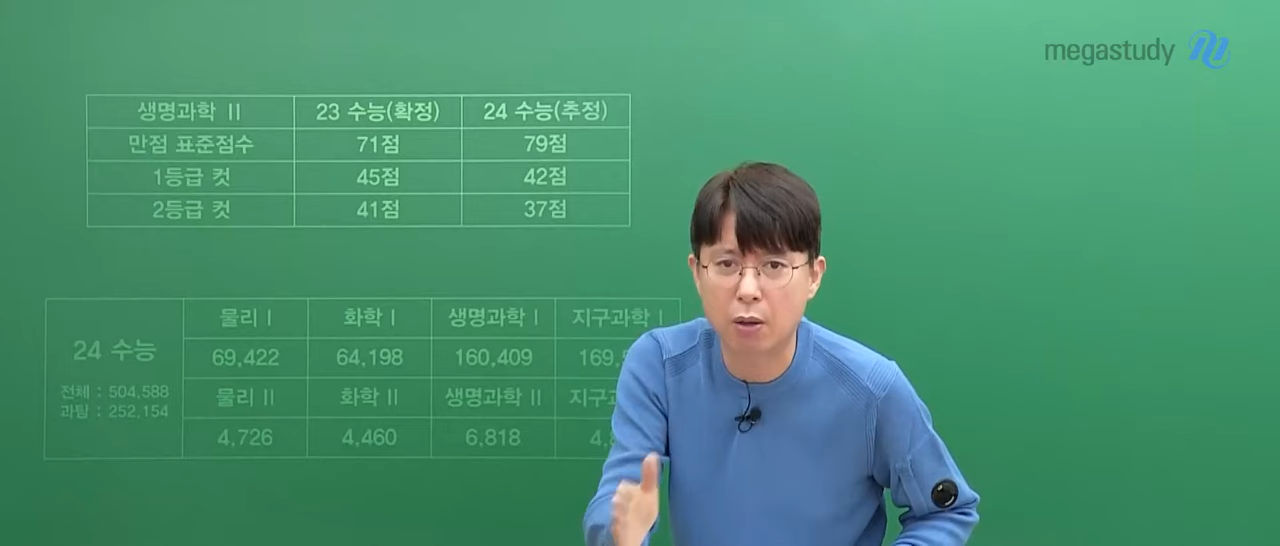 megastudy
생명과학 II 23 수능(확정) 24 수능(추정)
만점 표준점수 71점 79점
1등급 컷 45점 42점
2등급 컷 41점 37점
24 수능
전체 : 504,588
과탐 : 252,154
물리 I 화학 I 생명과학 I 지구과학 I
69,422 64,198 160,409
물리 II 화학 II 생명과학 II
4,726 4,460 6,818